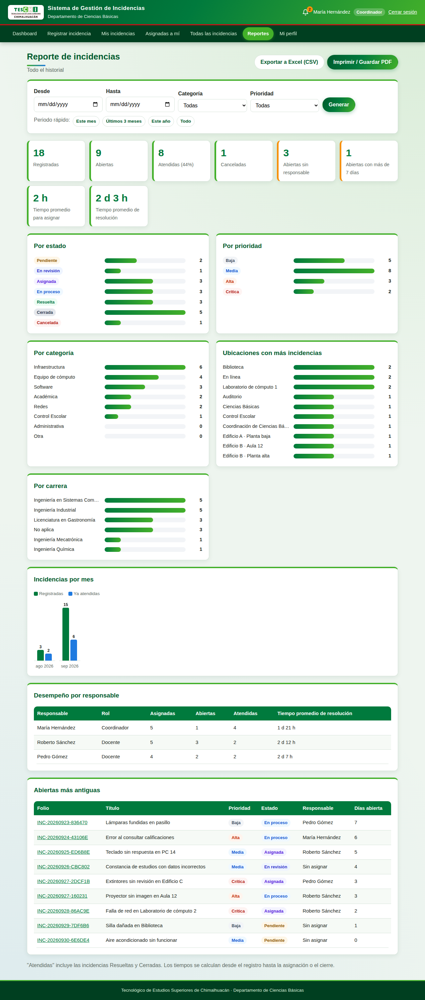 TESCHI
TECNOLÓGICO DE ESTUDIOS SUPERIORES
CHIMALHUACÁN
Sistema de Gestión de Incidencias
Departamento de Ciencias Básicas
2
María Hernández
Coordinador
Cerrar sesión
Dashboard
Registrar incidencia
Mis incidencias
Asignadas a mí
Todas las incidencias
Reportes
Mi perfil
Reporte de incidencias
Todo el historial
Exportar a Excel (CSV)
Imprimir / Guardar PDF
Desde
Hasta
Categoría
Prioridad
mm/dd/yyyy
mm/dd/yyyy
Todas
Todas
Generar
Periodo rápido:
Este mes
Últimos 3 meses
Este año
Todo
18
Registradas
9
Abiertas
8
Atendidas (44%)
1
Canceladas
3
Abiertas sin
responsable
1
Abiertas con más de
7 días
2 h
Tiempo promedio
para asignar
2 d 3 h
Tiempo promedio de
resolución
Por estado
Pendiente 2
En revisión 1
Asignada 3
En proceso 3
Resuelta 3
Cerrada 5
Cancelada 1
Por prioridad
Baja 5
Media 8
Alta 3
Crítica 2
Por categoría
Infraestructura 6
Equipo de cómputo 4
Software 3
Académica 2
Redes 2
Control Escolar 1
Administrativa 0
Otra 0
Ubicaciones con más incidencias
Biblioteca 2
En línea 2
Laboratorio de cómputo 1 2
Auditorio 1
Ciencias Básicas 1
Control Escolar 1
Coordinación de Ciencias Bá… 1
Edificio A · Planta baja 1
Edificio B · Aula 12 1
Edificio B · Planta alta 1
Por carrera
Ingeniería en Sistemas Com… 5
Ingeniería Industrial 5
Licenciatura en Gastronomía 3
No aplica 3
Ingeniería Mecatrónica 1
Ingeniería Química 1
Incidencias por mes
Registradas
Ya atendidas
3
2
15
6
ago 2026
sep 2026
Desempeño por responsable
Responsable Rol Asignadas Abiertas Atendidas Tiempo promedio de resolución
María Hernández Coordinador 5 1 4 1 d 21 h
Roberto Sánchez Docente 5 3 2 2 d 12 h
Pedro Gómez Docente 4 2 2 2 d 7 h
Abiertas más antiguas
Folio Título Prioridad Estado Responsable Días abierta
INC-20260923-836470 Lámparas fundidas en pasillo Baja En proceso Pedro Gómez 7
INC-20260924-43106E Error al consultar calificaciones Alta En proceso María Hernández 6
INC-20260925-ED6B8E Teclado sin respuesta en PC 14 Media Asignada Roberto Sánchez 5
INC-20260926-CBC802 Constancia de estudios con datos incorrectos Media En revisión Sin asignar 4
INC-20260927-2DCF1B Extintores sin revisión en Edificio C Crítica Asignada Pedro Gómez 3
INC-20260927-160231 Proyector sin imagen en Aula 12 Alta En proceso Roberto Sánchez 3
INC-20260928-86AC9E Falla de red en Laboratorio de cómputo 2 Crítica Asignada Roberto Sánchez 2
INC-20260929-7DF6B6 Silla dañada en Biblioteca Baja Pendiente Sin asignar 1
INC-20260930-6E6DE4 Aire acondicionado sin funcionar Media Pendiente Sin asignar 0
"Atendidas" incluye las incidencias Resueltas y Cerradas. Los tiempos se calculan desde el registro hasta la asignación o el cierre.
Tecnológico de Estudios Superiores de Chimalhuacán · Departamento de Ciencias Básicas